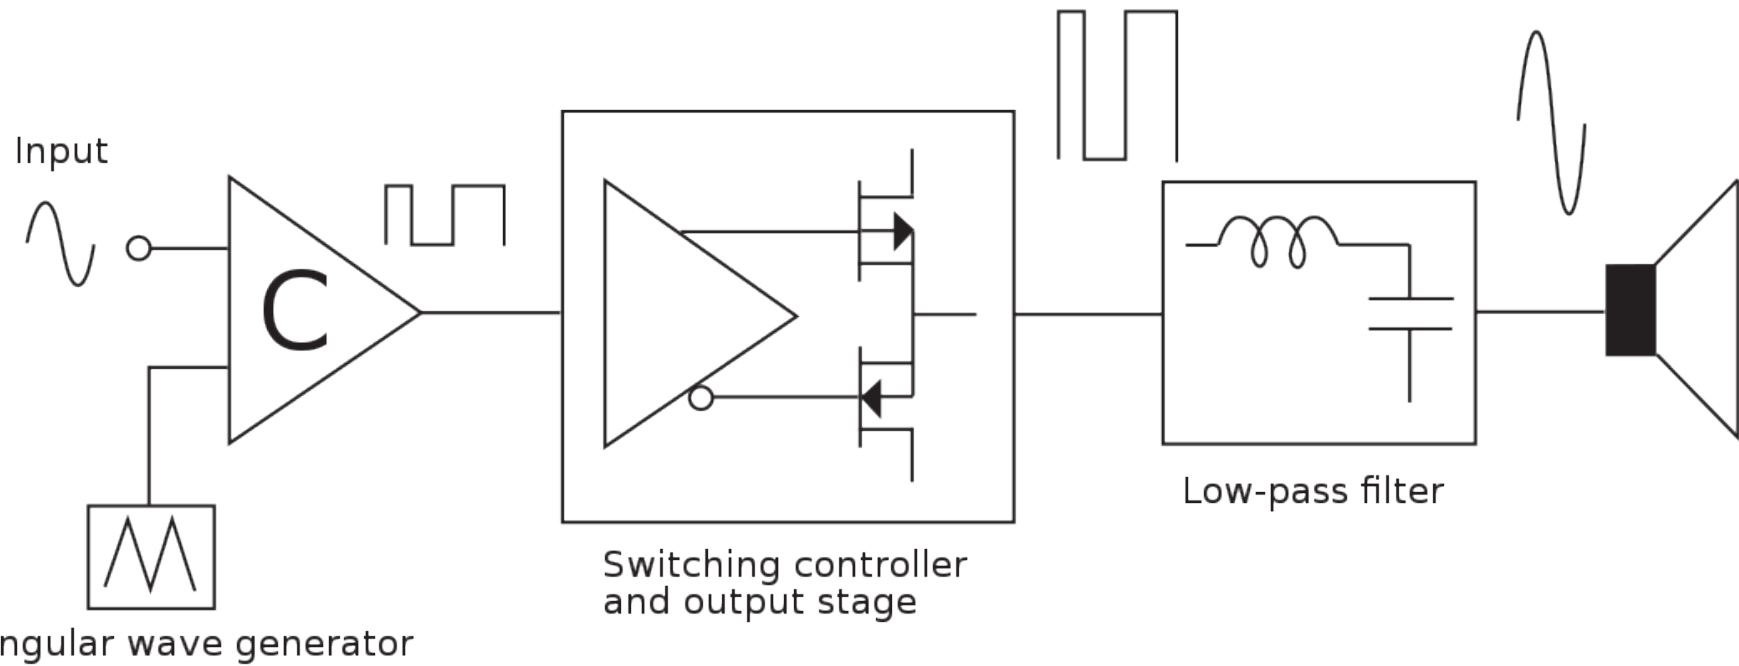 Input
C
Low-pass filter
Switching controller
and output stage
ngular wave generator